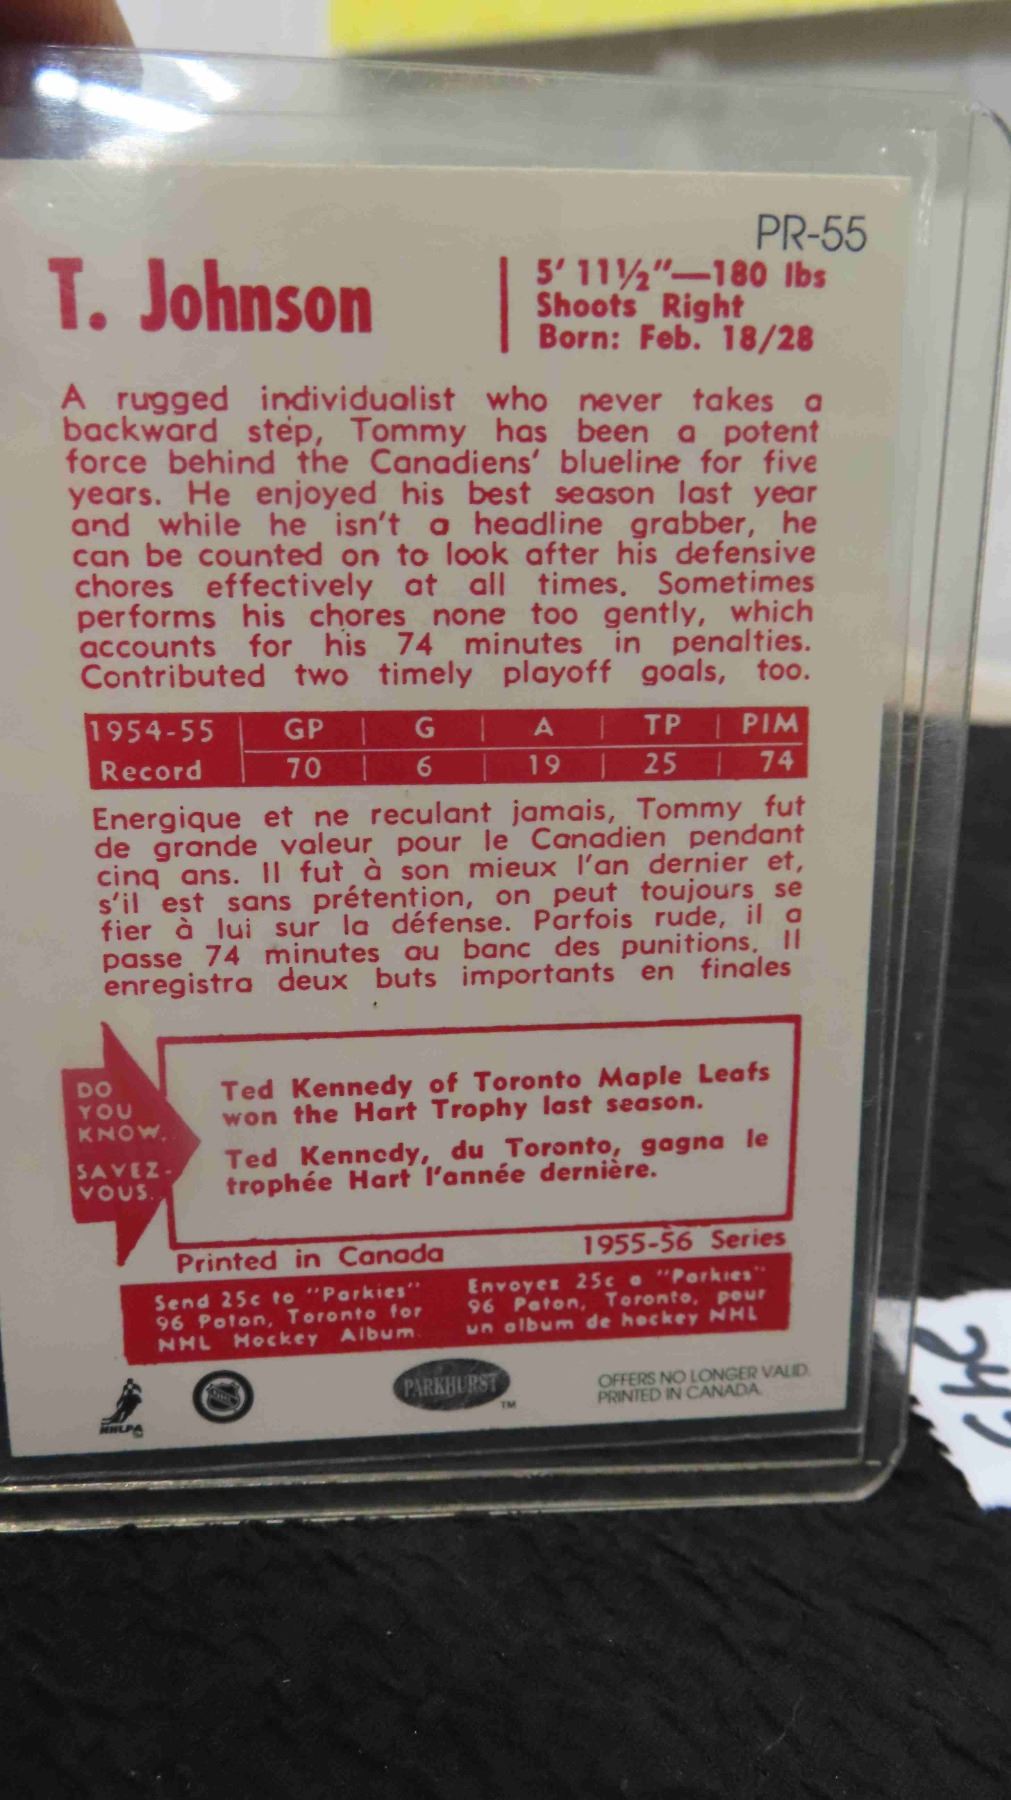 PR-55
T. Johnson
5' 11½"—180 lbs
Shoots Right
Born: Feb. 18/28
A rugged individualist who never takes a
backward step, Tommy has been a potent
force behind the Canadiens' blueline for five
years. He enjoyed his best season last year
and while he isn't a headline grabber, he
can be counted on to look after his defensive
chores effectively at all times. Sometimes
performs his chores none too gently, which
accounts for his 74 minutes in penalties.
Contributed two timely playoff goals, too.
1954-55 GP G A TP PIM
Record 70 6 19 25 74
Energique et ne reculant jamais, Tommy fut
de grande valeur pour le Canadien pendant
cinq ans. Il fut à son mieux l'an dernier et,
s'il est sans prétention, on peut toujours se
fier à lui sur la défense. Parfois rude, il a
passe 74 minutes au banc des punitions. Il
enregistra deux buts importants en finales
DO
YOU
KNOW.
SAVEZ-
VOUS.
Ted Kennedy of Toronto Maple Leafs
won the Hart Trophy last season.
Ted Kennedy, du Toronto, gagna le
trophée Hart l'année dernière.
Printed in Canada 1955-56 Series
Send 25c to "Parkies"
96 Paton, Toronto for
NHL Hockey Album.
Envoyez 25c a "Parkies"
96 Paton, Toronto, pour
un album de hockey NHL
NHLPA
NHL
PARKHURST
TM
OFFERS NO LONGER VALID.
PRINTED IN CANADA.